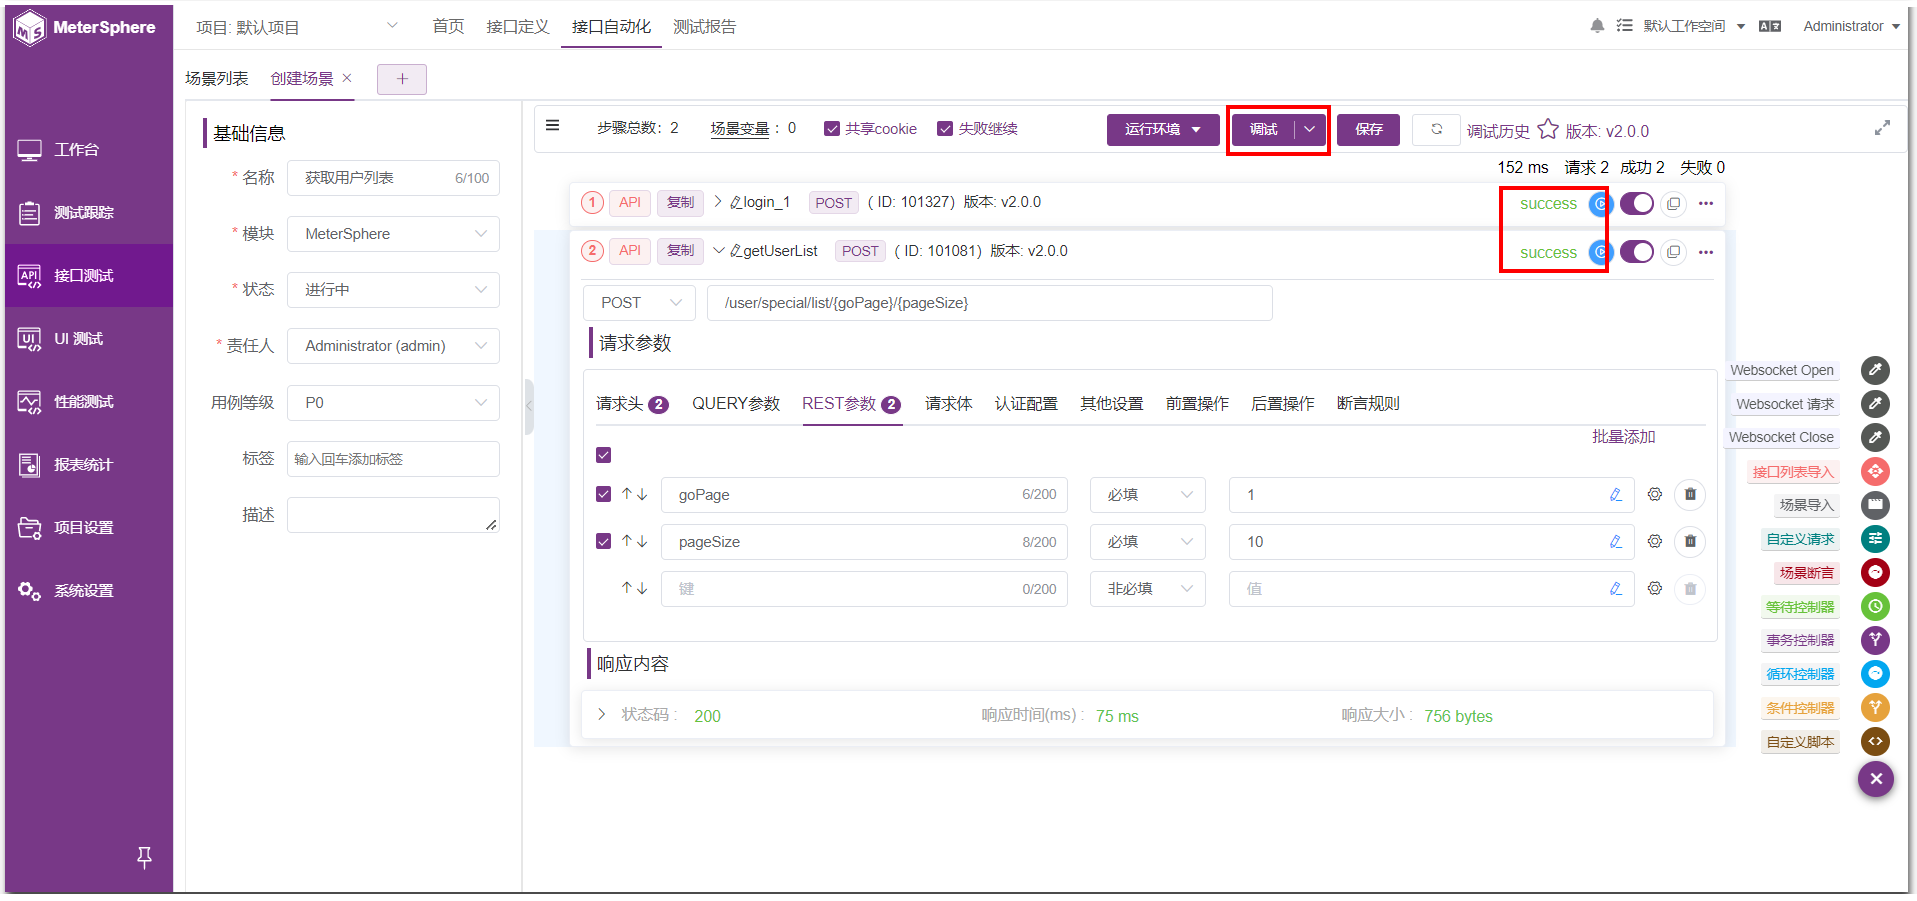 MeterSphere
项目: 默认项目
首页 接口定义 接口自动化 测试报告
默认工作空间 Administrator
场景列表 创建场景 × +
工作台
测试跟踪
接口测试
UI 测试
性能测试
报表统计
项目设置
系统设置
基础信息
* 名称 获取用户列表 6/100
* 模块 MeterSphere
* 状态 进行中
* 责任人 Administrator (admin)
用例等级 P0
标签 输入回车添加标签
描述
步骤总数: 2 场景变量 : 0 共享cookie 失败继续 运行环境 调试 保存 调试历史 版本: v2.0.0
152 ms 请求 2 成功 2 失败 0
1 API 复制 login_1 POST ( ID: 101327) 版本: v2.0.0 success
2 API 复制 getUserList POST ( ID: 101081) 版本: v2.0.0 success
POST /user/special/list/{goPage}/{pageSize}
请求参数
请求头 2 QUERY参数 REST参数 2 请求体 认证配置 其他设置 前置操作 后置操作 断言规则
批量添加
goPage 6/200 必填 1
pageSize 8/200 必填 10
键 0/200 非必填 值
响应内容
状态码 : 200 响应时间(ms) : 75 ms 响应大小 : 756 bytes
Websocket Open
Websocket 请求
Websocket Close
接口列表导入
场景导入
自定义请求
场景断言
等待控制器
事务控制器
循环控制器
条件控制器
自定义脚本